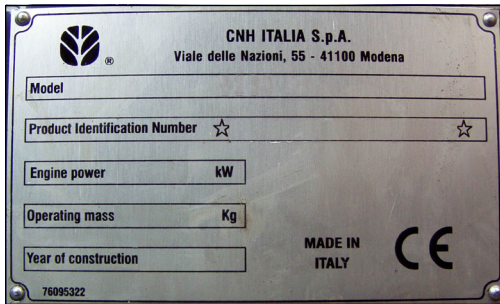 CNH ITALIA S.p.A.
Viale delle Nazioni, 55 - 41100 Modena
®
Model
Product Identification Number ☆ ☆
Engine power kW
Operating mass Kg
Year of construction
MADE IN
ITALY
CE
76095322